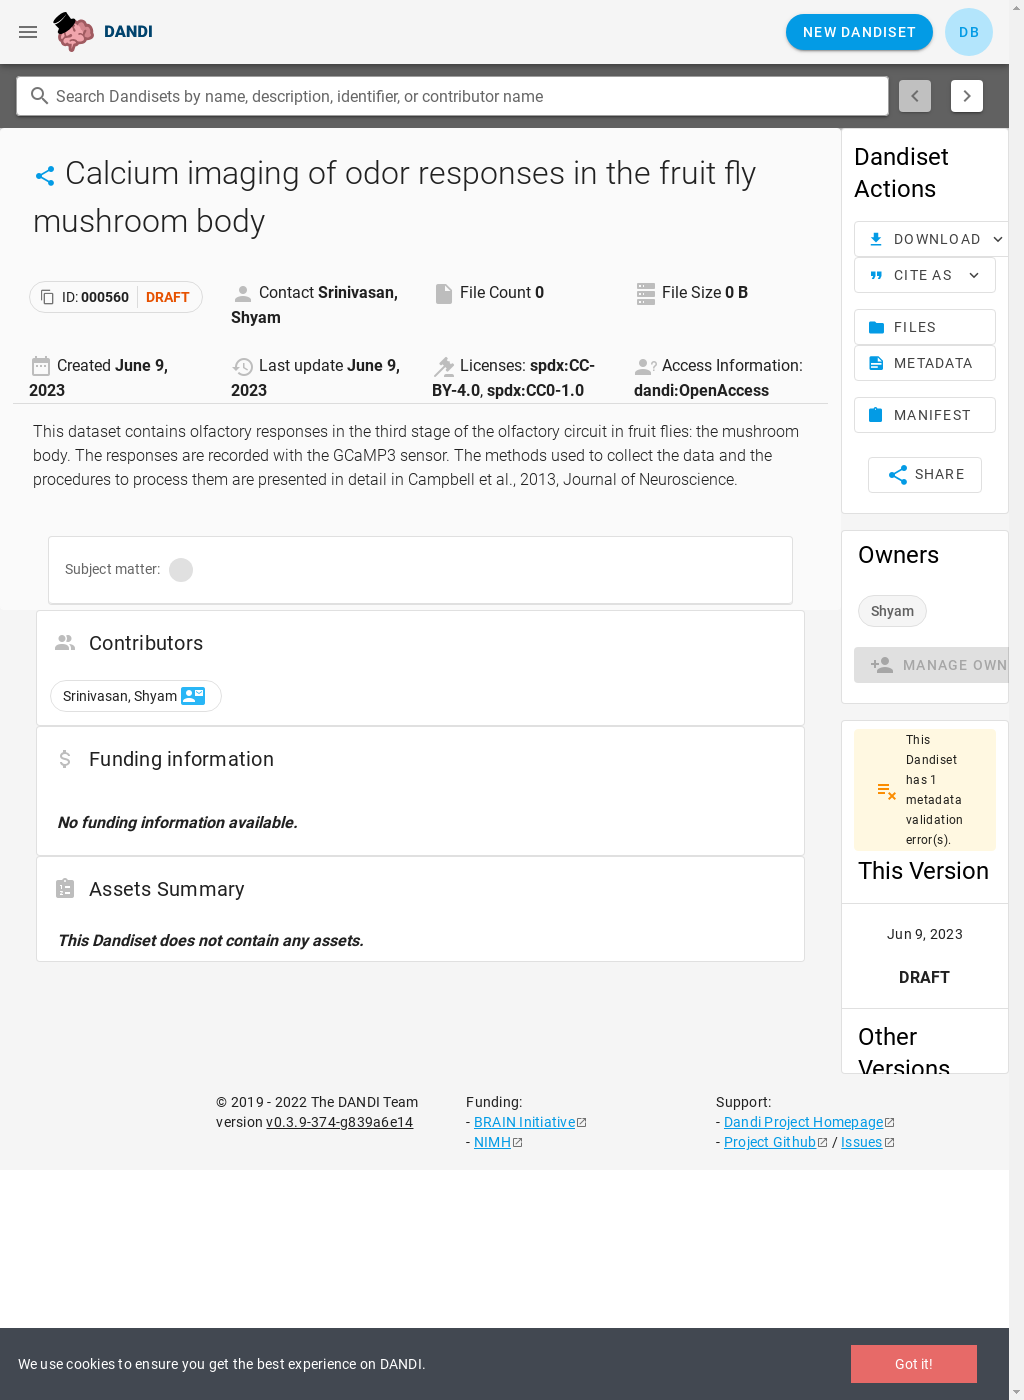 DANDI
NEW DANDISET
DB
Search Dandisets by name, description, identifier, or contributor name
Calcium imaging of odor responses in the fruit fly
mushroom body
ID: 000560 DRAFT
Contact Srinivasan,
Shyam
File Count 0
File Size 0 B
Created June 9,
2023
Last update June 9,
2023
Licenses: spdx:CC-
BY-4.0, spdx:CC0-1.0
Access Information:
dandi:OpenAccess
This dataset contains olfactory responses in the third stage of the olfactory circuit in fruit flies: the mushroom
body. The responses are recorded with the GCaMP3 sensor. The methods used to collect the data and the
procedures to process them are presented in detail in Campbell et al., 2013, Journal of Neuroscience.
Subject matter:
Contributors
Srinivasan, Shyam
Funding information
No funding information available.
Assets Summary
This Dandiset does not contain any assets.
Dandiset
Actions
DOWNLOAD
CITE AS
FILES
METADATA
MANIFEST
SHARE
Owners
Shyam
MANAGE OWN
This
Dandiset
has 1
metadata
validation
error(s).
This Version
Jun 9, 2023
DRAFT
Other
Versions
© 2019 - 2022 The DANDI Team
version v0.3.9-374-g839a6e14
Funding:
- BRAIN Initiative
- NIMH
Support:
- Dandi Project Homepage
- Project Github / Issues
We use cookies to ensure you get the best experience on DANDI.
Got it!